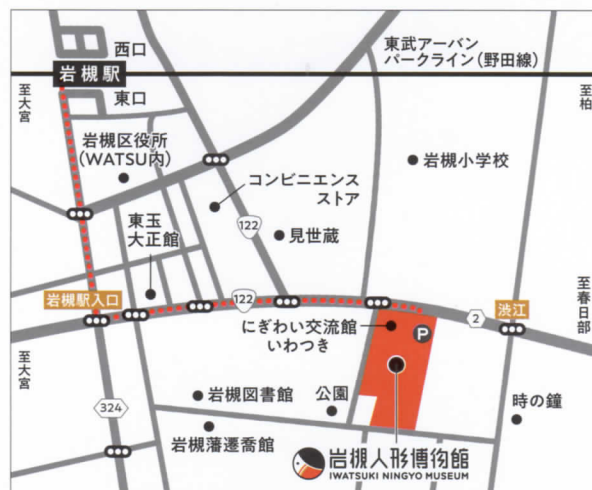 西口
岩槻駅
東口
東武アーバン
パークライン（野田線）
至大宮
至柏
岩槻区役所
（WATSU内）
コンビニエンス
ストア
岩槻小学校
東玉
大正館
122
見世蔵
岩槻駅入口
122
至春日部
渋江
2
にぎわい交流館
いわつき
P
至大宮
324
岩槻図書館
公園
時の鐘
岩槻藩遷喬館
岩槻人形博物館
IWATSUKI NINGYO MUSEUM